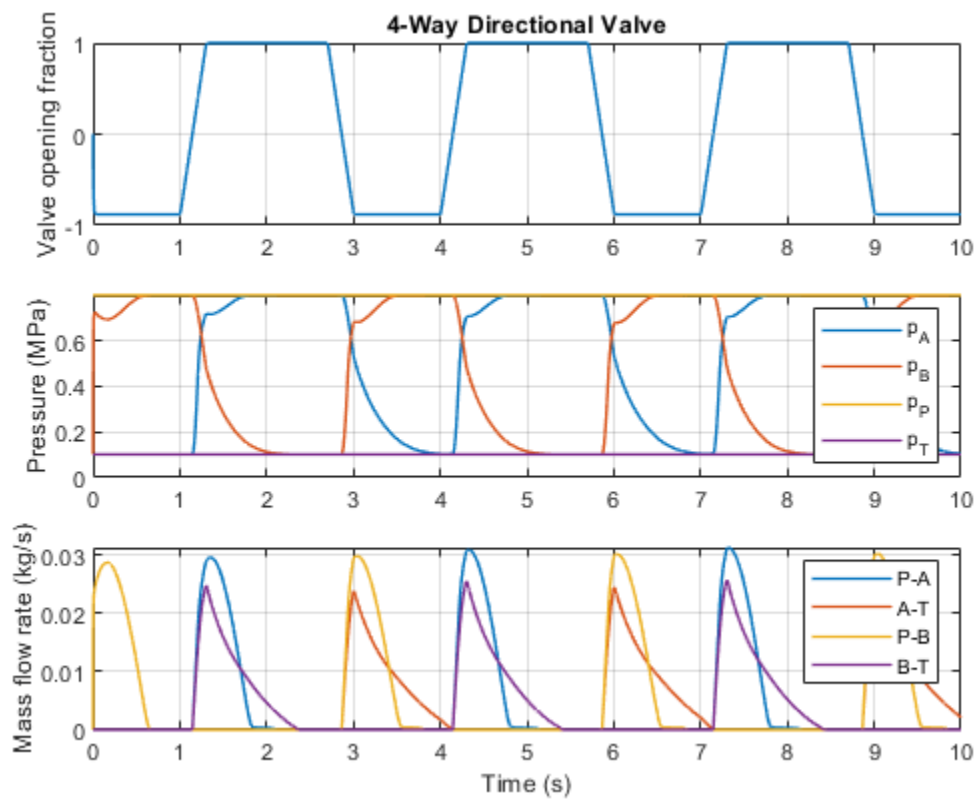 4-Way Directional Valve
Valve opening fraction
1
0
-1
0 1 2 3 4 5 6 7 8 9 10
Pressure (MPa)
0.6
0.4
0.2
0
0 1 2 3 4 5 6 7 8 9 10
p_A
p_B
p_P
p_T
Mass flow rate (kg/s)
0.03
0.02
0.01
0
0 1 2 3 4 5 6 7 8 9 10
P-A
A-T
P-B
B-T
Time (s)